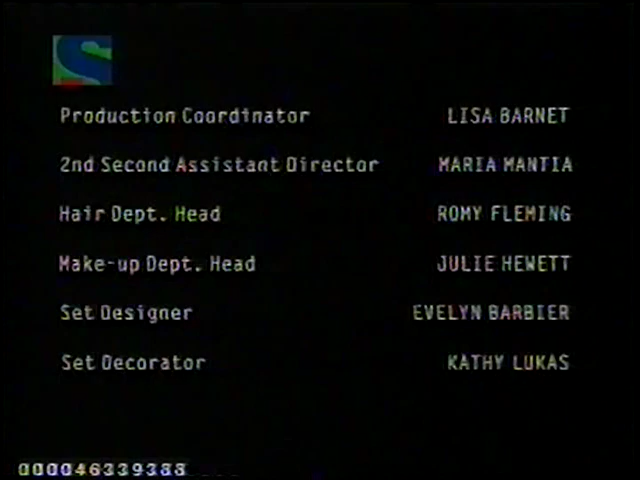 S
Production Coordinator LISA BARNET
2nd Second Assistant Director MARIA MANTIA
Hair Dept. Head ROMY FLEMING
Make-up Dept. Head JULIE HEWETT
Set Designer EVELYN BARBIER
Set Decorator KATHY LUKAS
000046339388